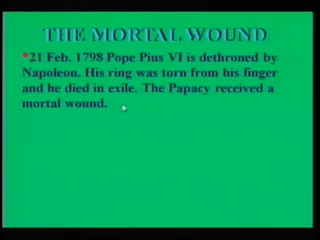 THE MORTAL WOUND
*21 Feb. 1798 Pope Pius VI is dethroned by
Napoleon. His ring was torn from his finger
and he died in exile. The Papacy received a
mortal wound.